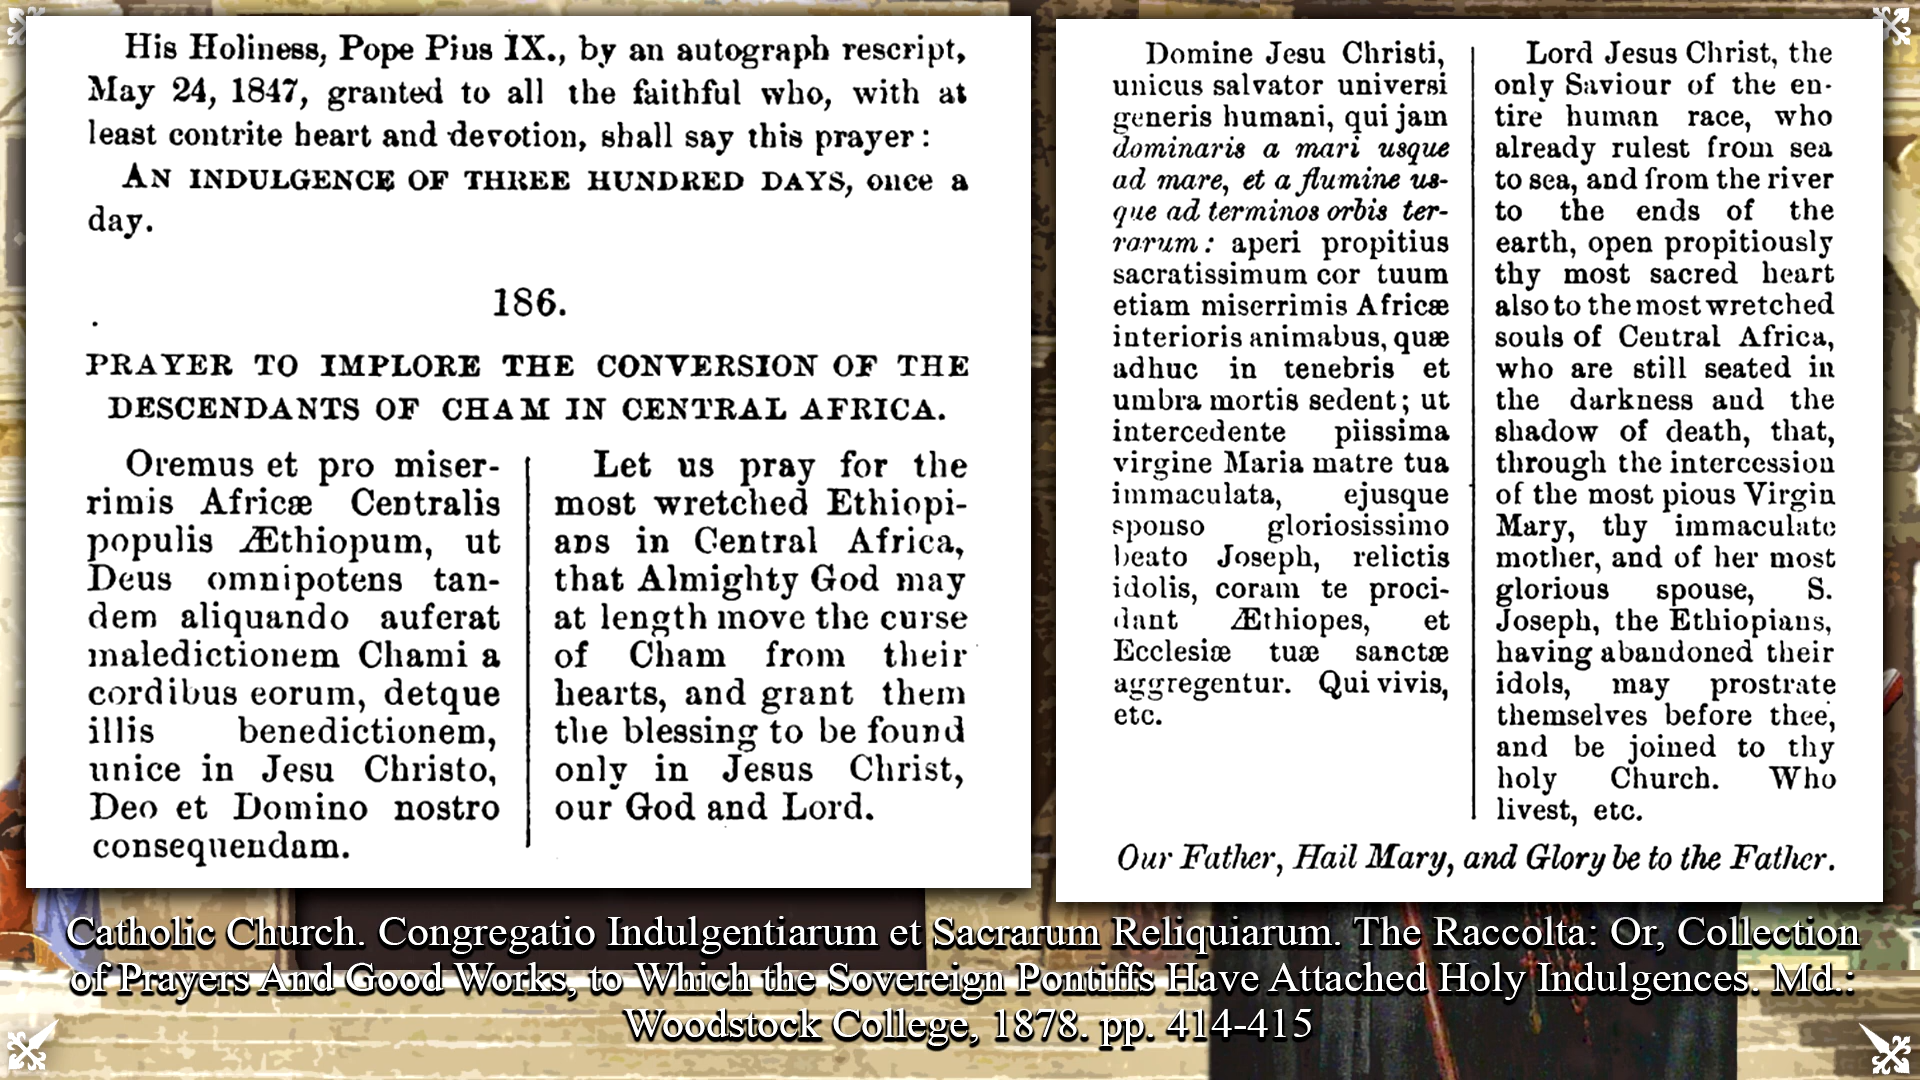 His Holiness, Pope Pius IX., by an autograph rescript,
May 24, 1847, granted to all the faithful who, with at
least contrite heart and devotion, shall say this prayer:
AN INDULGENCE OF THREE HUNDRED DAYS, once a
day.
186.
PRAYER TO IMPLORE THE CONVERSION OF THE
DESCENDANTS OF CHAM IN CENTRAL AFRICA.
Oremus et pro miser-
rimis Africæ Centralis
populis Æthiopum, ut
Deus omnipotens tan-
dem aliquando auferat
maledictionem Chami a
cordibus eorum, detque
illis benedictionem,
unice in Jesu Christo,
Deo et Domino nostro
consequendam.
Let us pray for the
most wretched Ethiopi-
ans in Central Africa,
that Almighty God may
at length move the curse
of Cham from their
hearts, and grant them
the blessing to be found
only in Jesus Christ,
our God and Lord.
Domine Jesu Christi,
unicus salvator universi
generis humani, qui jam
dominaris a mari usque
ad mare, et a flumine us-
que ad terminos orbis ter-
rarum: aperi propitius
sacratissimum cor tuum
etiam miserrimis Africæ
interioris animabus, quæ
adhuc in tenebris et
umbra mortis sedent; ut
intercedente piissima
virgine Maria matre tua
immaculata, ejusque
sponso gloriosissimo
beato Joseph, relictis
idolis, coram te proci-
dant Æthiopes, et
Ecclesiæ tuæ sanctæ
aggregentur. Qui vivis,
etc.
Lord Jesus Christ, the
only Saviour of the en-
tire human race, who
already rulest from sea
to sea, and from the river
to the ends of the
earth, open propitiously
thy most sacred heart
also to the most wretched
souls of Central Africa,
who are still seated in
the darkness and the
shadow of death, that,
through the intercession
of the most pious Virgin
Mary, thy immaculate
mother, and of her most
glorious spouse, S.
Joseph, the Ethiopians,
having abandoned their
idols, may prostrate
themselves before thee,
and be joined to thy
holy Church. Who
livest, etc.
Our Father, Hail Mary, and Glory be to the Father.
Catholic Church. Congregatio Indulgentiarum et Sacrarum Reliquiarum. The Raccolta: Or, Collection
of Prayers And Good Works, to Which the Sovereign Pontiffs Have Attached Holy Indulgences. Md.:
Woodstock College, 1878. pp. 414-415